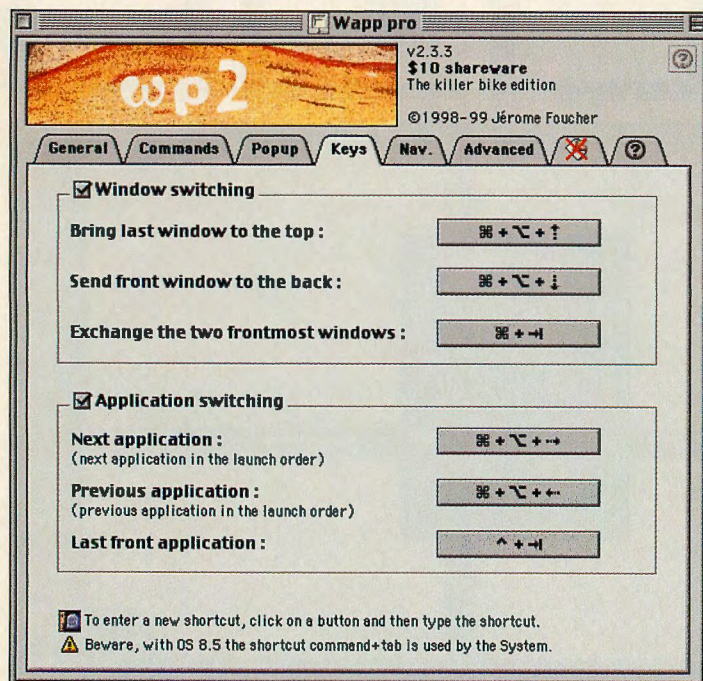 Wapp pro
wp2
v2.3.3
$10 shareware
The killer bike edition
©1998-99 Jérome Foucher
General Commands Popup Keys Nav. Advanced ?
Window switching
Bring last window to the top : ⌘ + ⌥ + ⇡
Send front window to the back : ⌘ + ⌥ + ⇣
Exchange the two frontmost windows : ⌘ + ⇥
Application switching
Next application : ⌘ + ⌥ + ⇢
(next application in the launch order)
Previous application : ⌘ + ⌥ + ⇠
(previous application in the launch order)
Last front application : ^ + ⇥
To enter a new shortcut, click on a button and then type the shortcut.
Beware, with OS 8.5 the shortcut command+tab is used by the System.